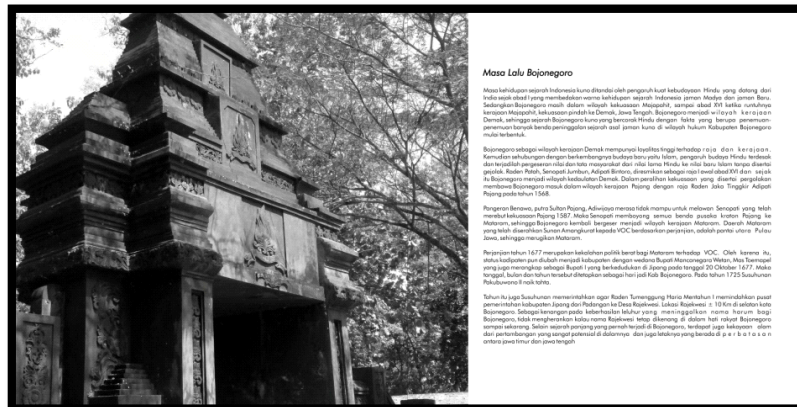 Masa Lalu Bojonegoro
Masa kehidupan sejarah Indonesia kuno ditandai oleh pengaruh kuat kebudayaan Hindu yang datang dari
India sejak abad I yang membedakan warna kehidupan sejarah Indonesia jaman Madya dan jaman Baru.
Sedangkan Bojonegoro masih dalam wilayah kekuasaan Majapahit, sampai abad XVI ketika runtuhnya
kerajaan Majapahit, kekuasaan pindah ke Demak, Jawa Tengah. Bojonegoro menjadi wilayah kerajaan
Demak, sehingga sejarah Bojonegoro kuno yang bercorak Hindu dengan fakta yang berupa penemuan-
penemuan banyak benda peninggalan sejarah asal jaman kuno di wilayah hukum Kabupaten Bojonegoro
mulai terbentuk.
Bojonegoro sebagai wilayah kerajaan Demak mempunyai loyalitas tinggi terhadap raja dan kerajaan.
Kemudian sehubungan dengan berkembangnya budaya baru yaitu Islam, pengaruh budaya Hindu terdesak
dan terjadilah pergeseran nilai dan tata masyarakat dari nilai lama Hindu ke nilai baru Islam tanpa disertai
gejolak. Raden Patah, Senopati Jumbun, Adipati Bintoro, diresmikan sebagai raja I awal abad XVI dan sejak
itu Bojonegoro menjadi wilayah kedaulatan Demak. Dalam peralihan kekuasaan yang disertai pergolakan
membawa Bojonegoro masuk dalam wilayah kerajaan Pajang dengan raja Raden Jaka Tinggkir Adipati
Pajang pada tahun 1568.
Pangeran Benawa, putra Sultan Pajang, Adiwijaya merasa tidak mampu untuk melawan Senopati yang telah
merebut kekuasaan Pajang 1587. Maka Senopati memboyong semua benda pusaka kraton Pajang ke
Mataram, sehingga Bojonegoro kembali bergeser menjadi wilayah kerajaan Mataram. Daerah Mataram
yang telah diserahkan Sunan Amangkurat kepada VOC berdasarkan perjanjian, adalah pantai utara Pulau
Jawa, sehingga merugikan Mataram.
Perjanjian tahun 1677 merupakan kekalahan politik berat bagi Mataram terhadap VOC. Oleh karena itu,
status kadipaten pun diubah menjadi kabupaten dengan wedana Bupati Mancanegara Wetan, Mas Toemapel
yang juga merangkap sebagai Bupati I yang berkedudukan di Jipang pada tanggal 20 Oktober 1677. Maka
tanggal, bulan dan tahun tersebut ditetapkan sebagai hari jadi Kab Bojonegoro. Pada tahun 1725 Susuhunan
Pakubuwono II naik tahta.
Tahun itu juga Susuhunan memerintahkan agar Raden Tumenggung Haria Mentahun I memindahkan pusat
pemerintahan kabupaten Jipang dari Padangan ke Desa Rajekwesi. Lokasi Rajekwesi ± 10 Km di selatan kota
Bojonegoro. Sebagai kenangan pada keberhasilan leluhur yang meninggalkan nama harum bagi
Bojonegoro, tidak mengherankan kalau nama Rajekwesi tetap dikenang di dalam hati rakyat Bojonegoro
sampai sekarang. Selain sejarah panjang yang pernah terjadi di Bojonegoro, terdapat juga kekayaan alam
dari pertambangan yang sangat potensial di dalamnya dan juga letaknya yang berada di perbatasan
antara jawa timur dan jawa tengah